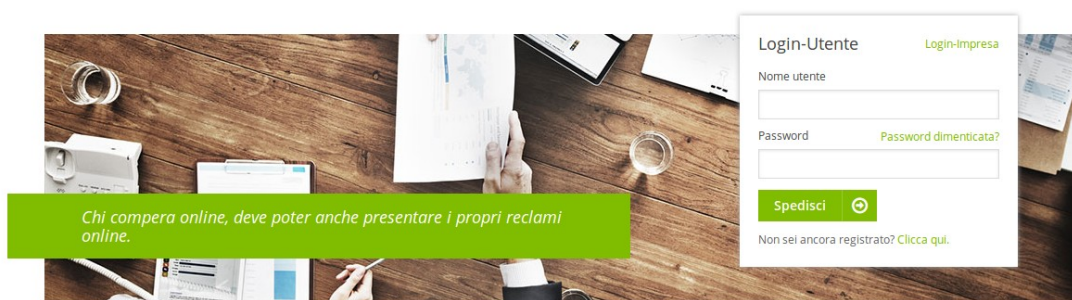 Login-Utente
Login-Impresa
Nome utente
Password
Password dimenticata?
Spedisci
Non sei ancora registrato? Clicca qui.
Chi compera online, deve poter anche presentare i propri reclami
online.